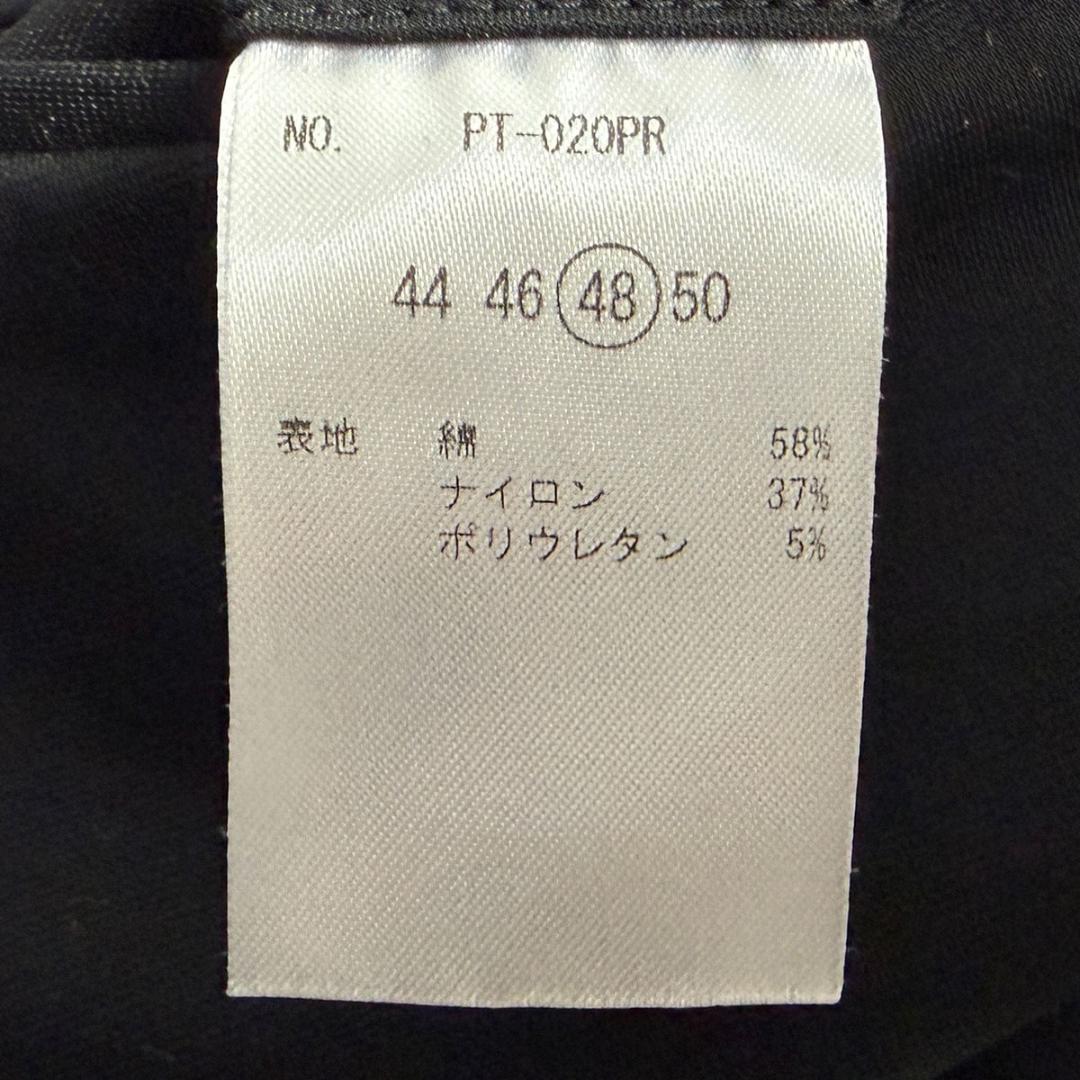 NO. PT-020PR
44 46 48 50
表地 綿 58%
ナイロン 37%
ポリウレタン 5%